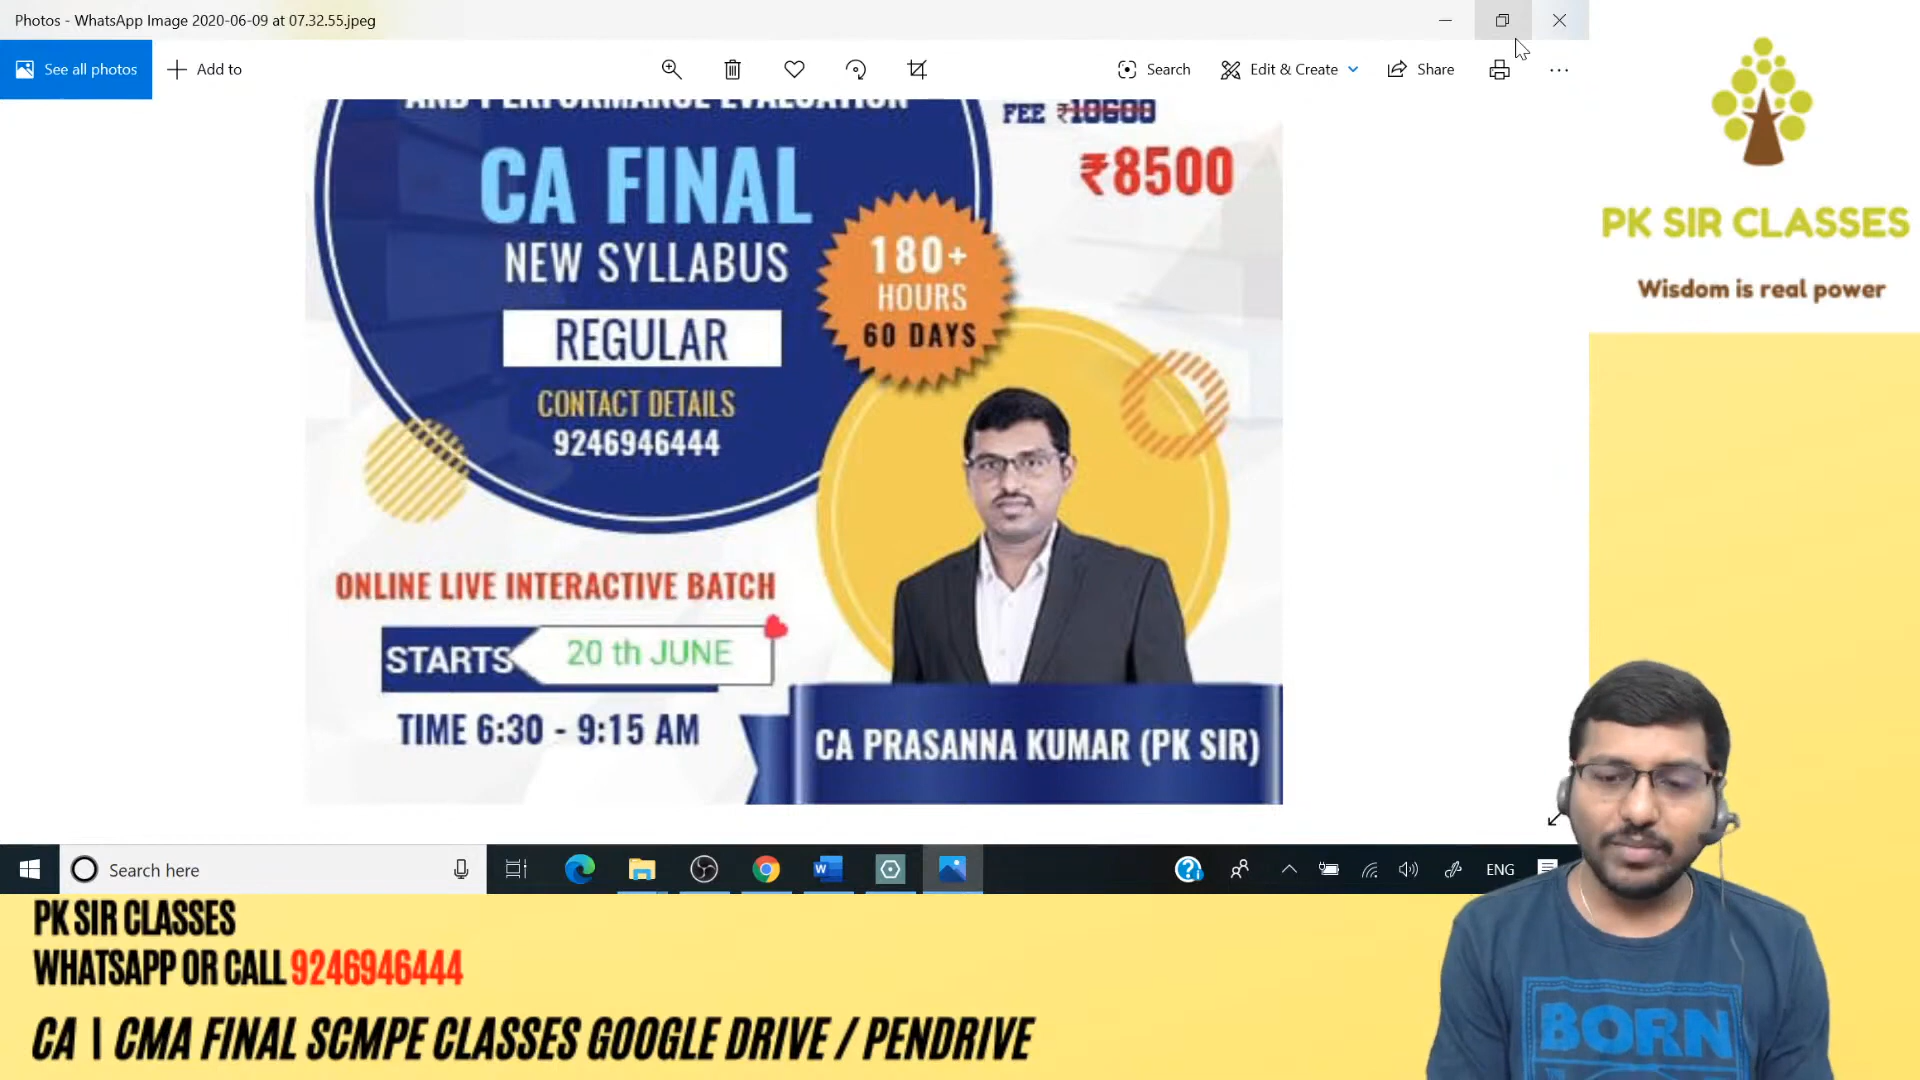 Photos - WhatsApp Image 2020-06-09 at 07.32.55.jpeg
See all photos
Add to
Search
Edit & Create
Share
AND PERFORMANCE EVALUATION
FEE ₹10600
₹8500
CA FINAL
NEW SYLLABUS
REGULAR
CONTACT DETAILS
9246946444
180+
HOURS
60 DAYS
ONLINE LIVE INTERACTIVE BATCH
STARTS
20 th JUNE
TIME 6:30 - 9:15 AM
CA PRASANNA KUMAR (PK SIR)
PK SIR CLASSES
Wisdom is real power
Search here
W
ENG
PK SIR CLASSES
WHATSAPP OR CALL 9246946444
CA \ CMA FINAL SCMPE CLASSES GOOGLE DRIVE / PENDRIVE
BORN